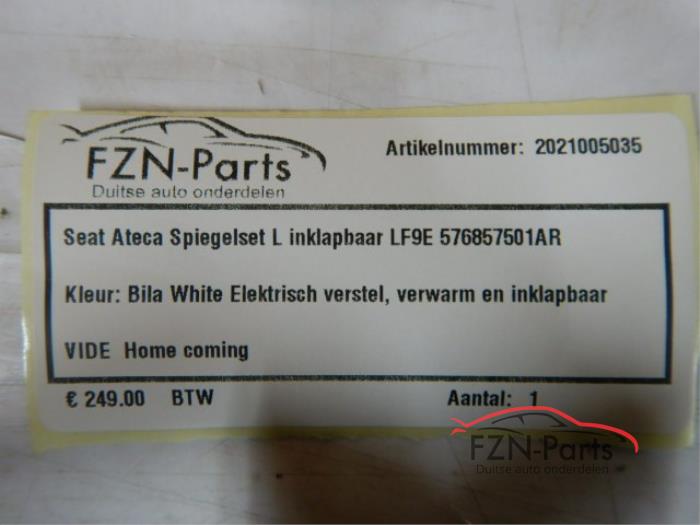 FZN-Parts
Duitse auto onderdelen
Artikelnummer: 2021005035
Seat Ateca Spiegelset L inklapbaar LF9E 576857501AR
Kleur: Bila White Elektrisch verstel, verwarm en inklapbaar
VIDE Home coming
€ 249.00 BTW Aantal: 1
FZN-Parts
Duitse auto onderdelen